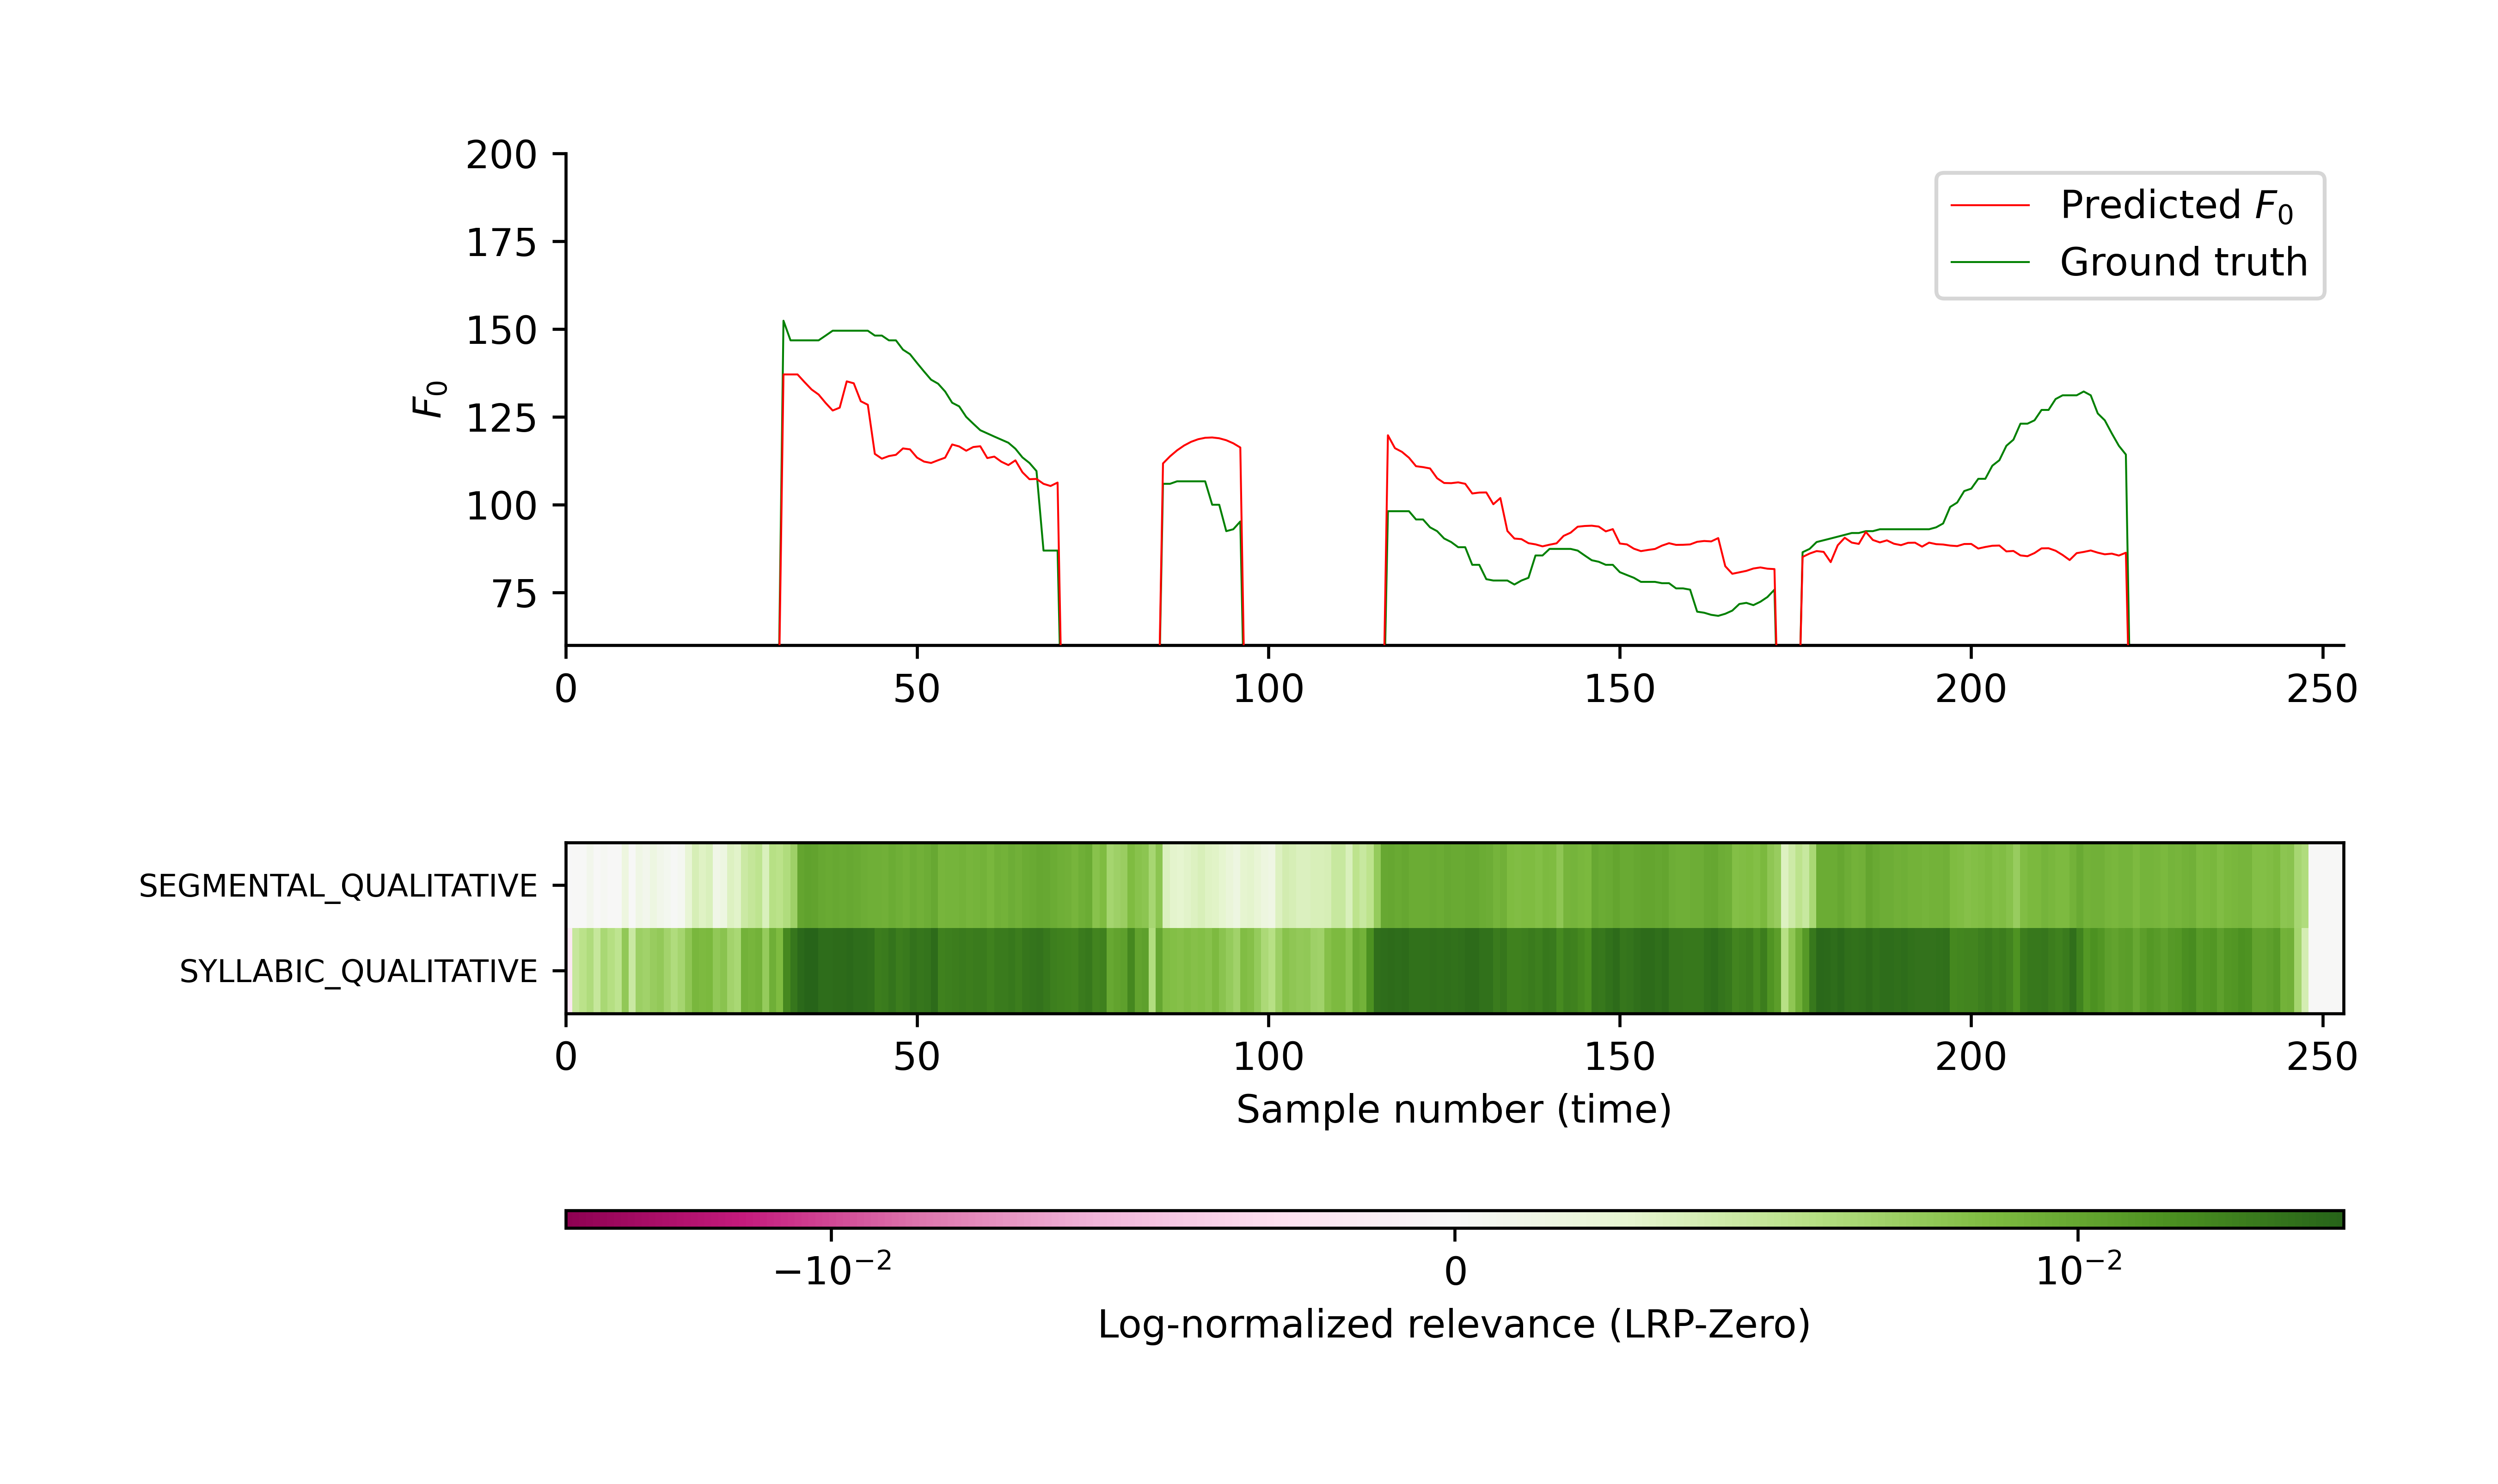 200
175
150
125
100
75
F₀
Predicted F₀
Ground truth
0 50 100 150 200 250
SEGMENTAL_QUALITATIVE
SYLLABIC_QUALITATIVE
0 50 100 150 200 250
Sample number (time)
−10⁻² 0 10⁻²
Log-normalized relevance (LRP-Zero)